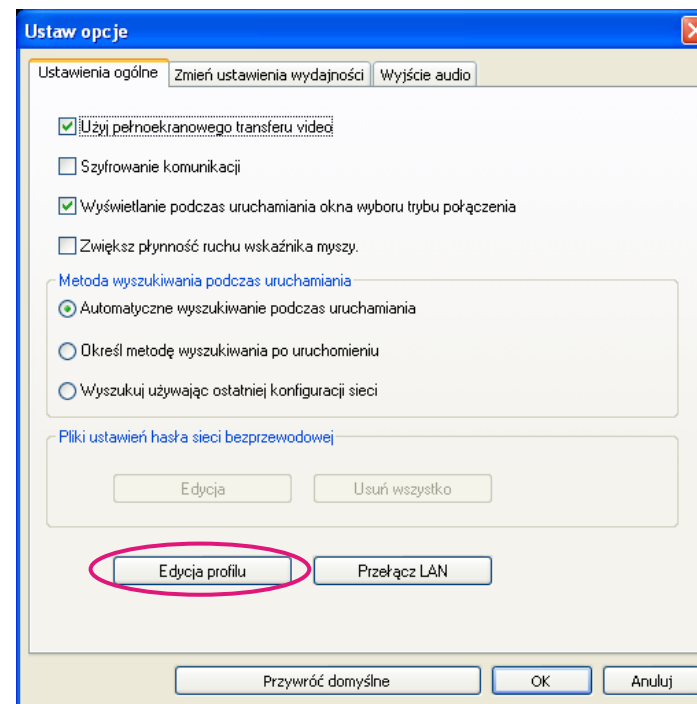 Ustaw opcje
Ustawienia ogólne Zmień ustawienia wydajności Wyjście audio
Użyj pełnoekranowego transferu video
Szyfrowanie komunikacji
Wyświetlanie podczas uruchamiania okna wyboru trybu połączenia
Zwiększ płynność ruchu wskaźnika myszy.
Metoda wyszukiwania podczas uruchamiania
Automatyczne wyszukiwanie podczas uruchamiania
Określ metodę wyszukiwania po uruchomieniu
Wyszukuj używając ostatniej konfiguracji sieci
Pliki ustawień hasła sieci bezprzewodowej
Edycja Usuń wszystko
Edycja profilu Przełącz LAN
Przywróć domyślne OK Anuluj